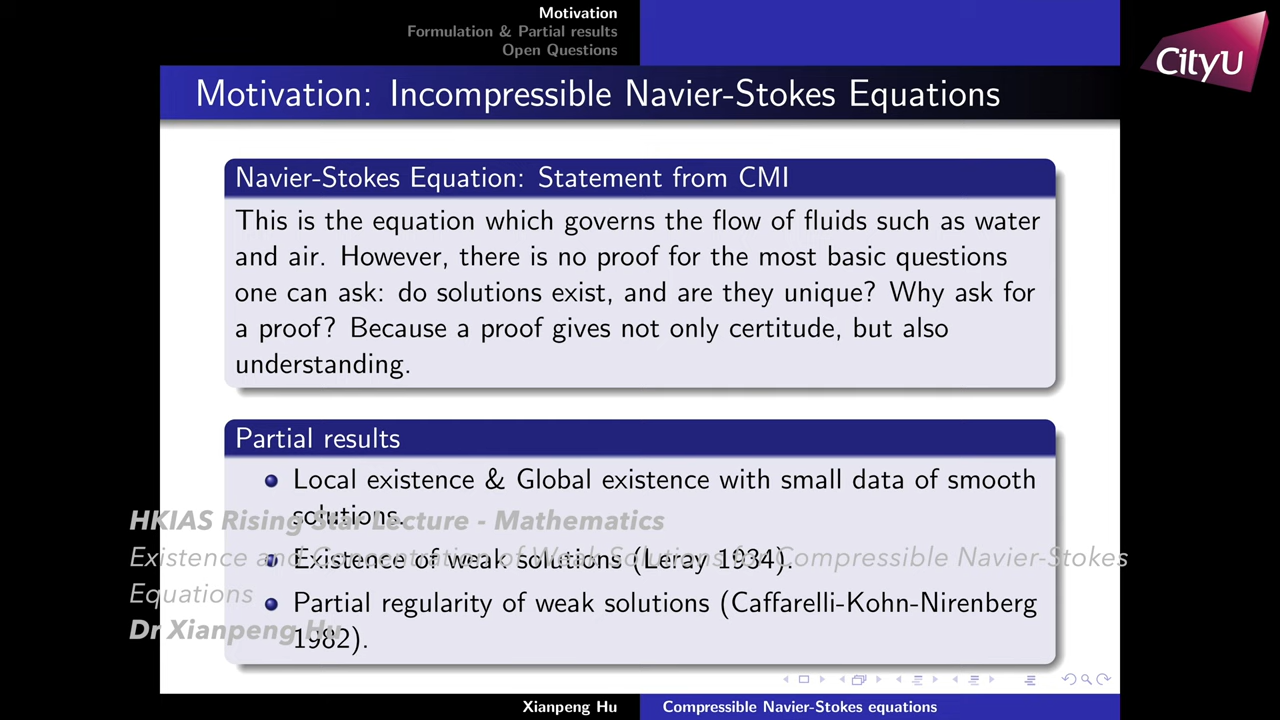 Motivation
Formulation & Partial results
Open Questions
CityU
Motivation: Incompressible Navier-Stokes Equations
Navier-Stokes Equation: Statement from CMI
This is the equation which governs the flow of fluids such as water
and air. However, there is no proof for the most basic questions
one can ask: do solutions exist, and are they unique? Why ask for
a proof? Because a proof gives not only certitude, but also
understanding.
Partial results
Local existence & Global existence with small data of smooth
solutions.
Existence of weak solutions (Leray 1934).
Partial regularity of weak solutions (Caffarelli-Kohn-Nirenberg
1982).
HKIAS Rising Star Lecture - Mathematics
Existence and Concentration of Weak Solutions for Compressible Navier-Stokes
Equations
Dr Xianpeng Hu
Xianpeng Hu
Compressible Navier-Stokes equations